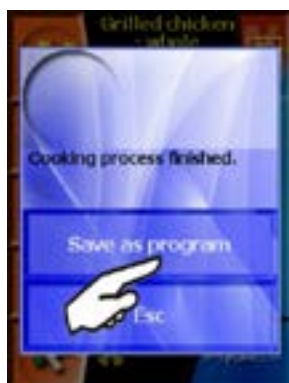 Grilled chicken
- whole
Cooking process finished.
Save as program
Esc